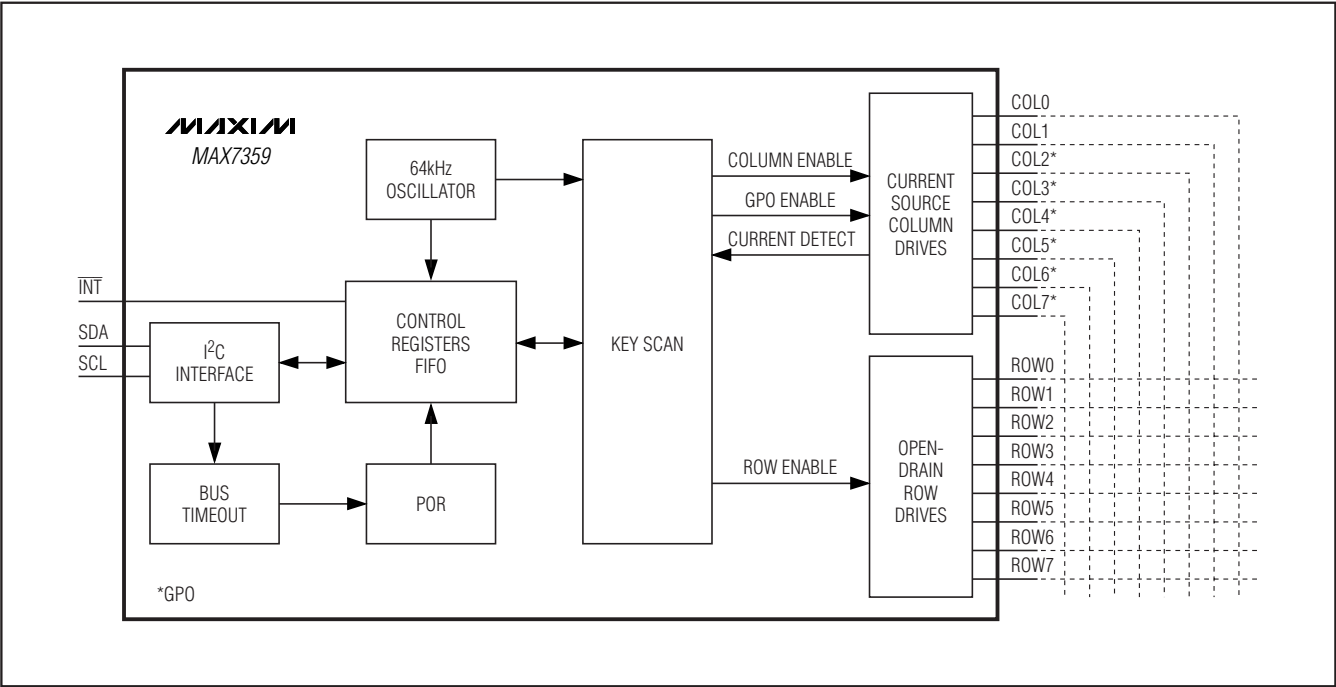 MAXIM
MAX7359
64kHz
OSCILLATOR
INT
SDA
SCL
I2C
INTERFACE
CONTROL
REGISTERS
FIFO
BUS
TIMEOUT
POR
KEY SCAN
COLUMN ENABLE
GPO ENABLE
CURRENT DETECT
ROW ENABLE
CURRENT
SOURCE
COLUMN
DRIVES
OPEN-
DRAIN
ROW
DRIVES
COL0
COL1
COL2*
COL3*
COL4*
COL5*
COL6*
COL7*
ROW0
ROW1
ROW2
ROW3
ROW4
ROW5
ROW6
ROW7
*GPO